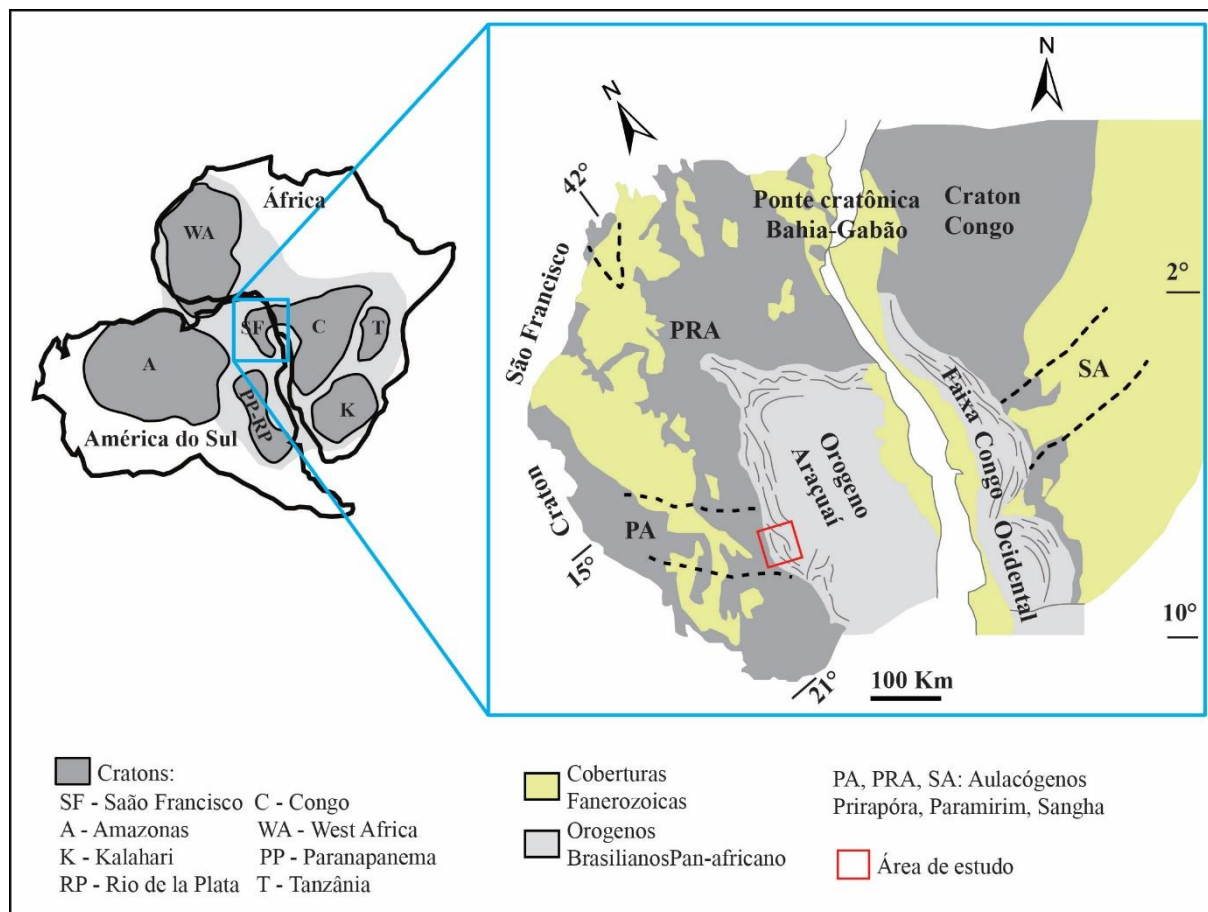 África
WA
SF
C
T
A
PP-RP
K
América do Sul
N
N
42°
Ponte cratônica
Bahia-Gabão
Craton
Congo
2°
São Francisco
PRA
SA
Faixa Congo
Orogeno
Araçuaí
Craton
PA
15°
Ocidental
10°
21°
100 Km
Cratons:
SF - Saão Francisco C - Congo
A - Amazonas WA - West Africa
K - Kalahari PP - Paranapanema
RP - Rio de la Plata T - Tanzânia
Coberturas
Fanerozoicas
Orogenos
BrasilianosPan-africano
PA, PRA, SA: Aulacógenos
Prirapóra, Paramirim, Sangha
Área de estudo